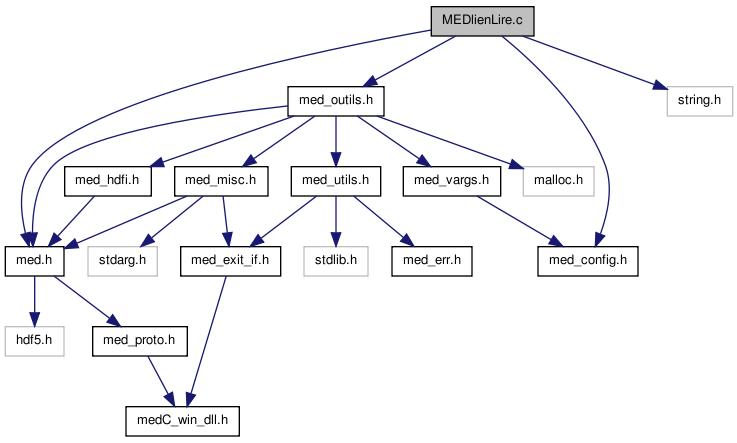 MEDlienLire.c
med_outils.h
string.h
med_hdfi.h
med_misc.h
med_utils.h
med_vargs.h
malloc.h
med.h
stdarg.h
med_exit_if.h
stdlib.h
med_err.h
med_config.h
hdf5.h
med_proto.h
medC_win_dll.h